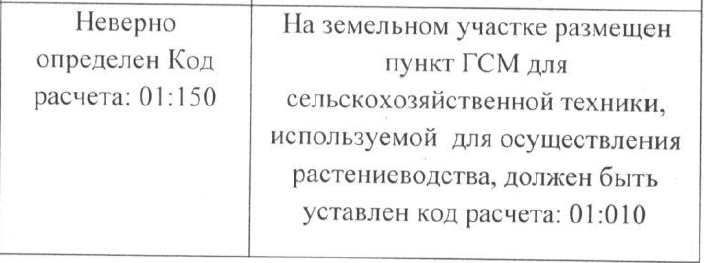 Неверно
определен Код
расчета: 01:150
На земельном участке размещен
пункт ГСМ для
сельскохозяйственной техники,
используемой для осуществления
растениеводства, должен быть
уставлен код расчета: 01:010